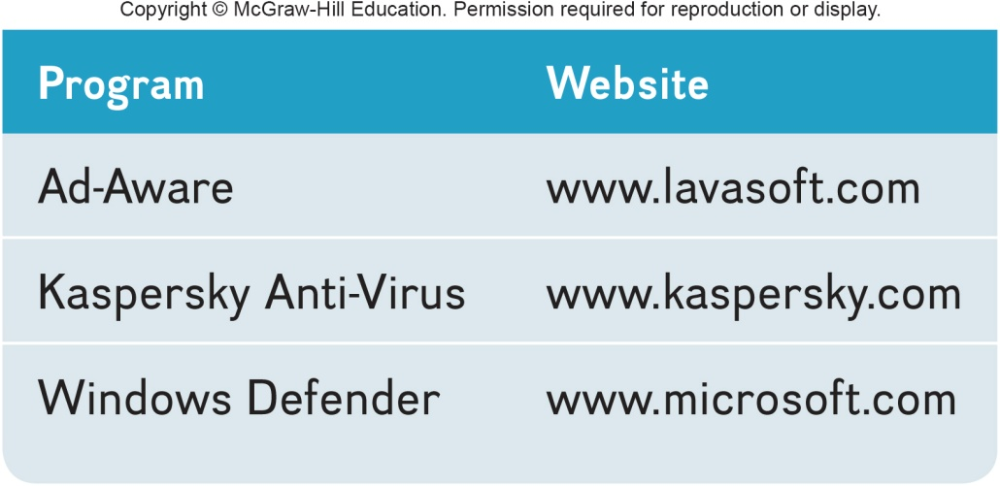 Copyright © McGraw-Hill Education. Permission required for reproduction or display.
Program Website
Ad-Aware www.lavasoft.com
Kaspersky Anti-Virus www.kaspersky.com
Windows Defender www.microsoft.com